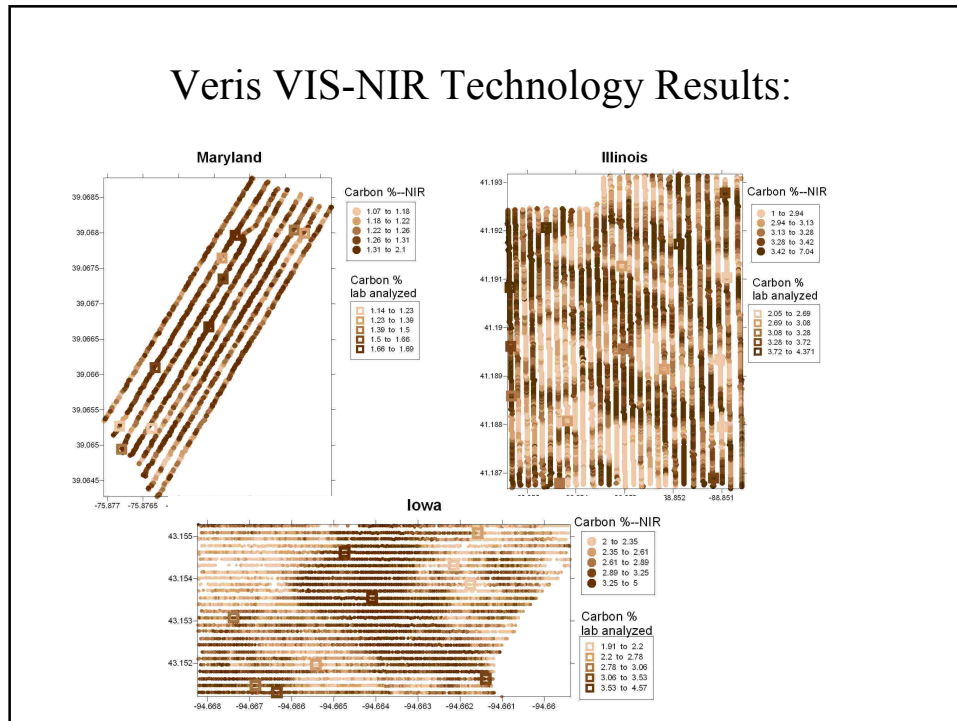 Veris VIS-NIR Technology Results:
Maryland
39.0685
39.068
39.0675
39.067
39.0665
39.066
39.0655
39.065
39.0645
-75.877
-75.8765
Carbon %--NIR
1.07 to 1.18
1.18 to 1.22
1.22 to 1.26
1.26 to 1.31
1.31 to 2.1
Carbon %
lab analyzed
1.14 to 1.23
1.23 to 1.39
1.39 to 1.5
1.5 to 1.66
1.66 to 1.69
Illinois
41.193
41.192
41.191
41.19
41.189
41.188
41.187
-88.851
Carbon %--NIR
1 to 2.94
2.94 to 3.13
3.13 to 3.28
3.28 to 3.42
3.42 to 7.04
Carbon %
lab analyzed
2.05 to 2.69
2.69 to 3.08
3.08 to 3.28
3.28 to 3.72
3.72 to 4.371
Iowa
43.155
43.154
43.153
43.152
-94.668
-94.667
-94.666
-94.665
-94.664
-94.663
-94.662
-94.661
-94.66
Carbon %--NIR
2 to 2.35
2.35 to 2.61
2.61 to 2.89
2.89 to 3.25
3.25 to 5
Carbon %
lab analyzed
1.91 to 2.2
2.2 to 2.78
2.78 to 3.06
3.06 to 3.53
3.53 to 4.57